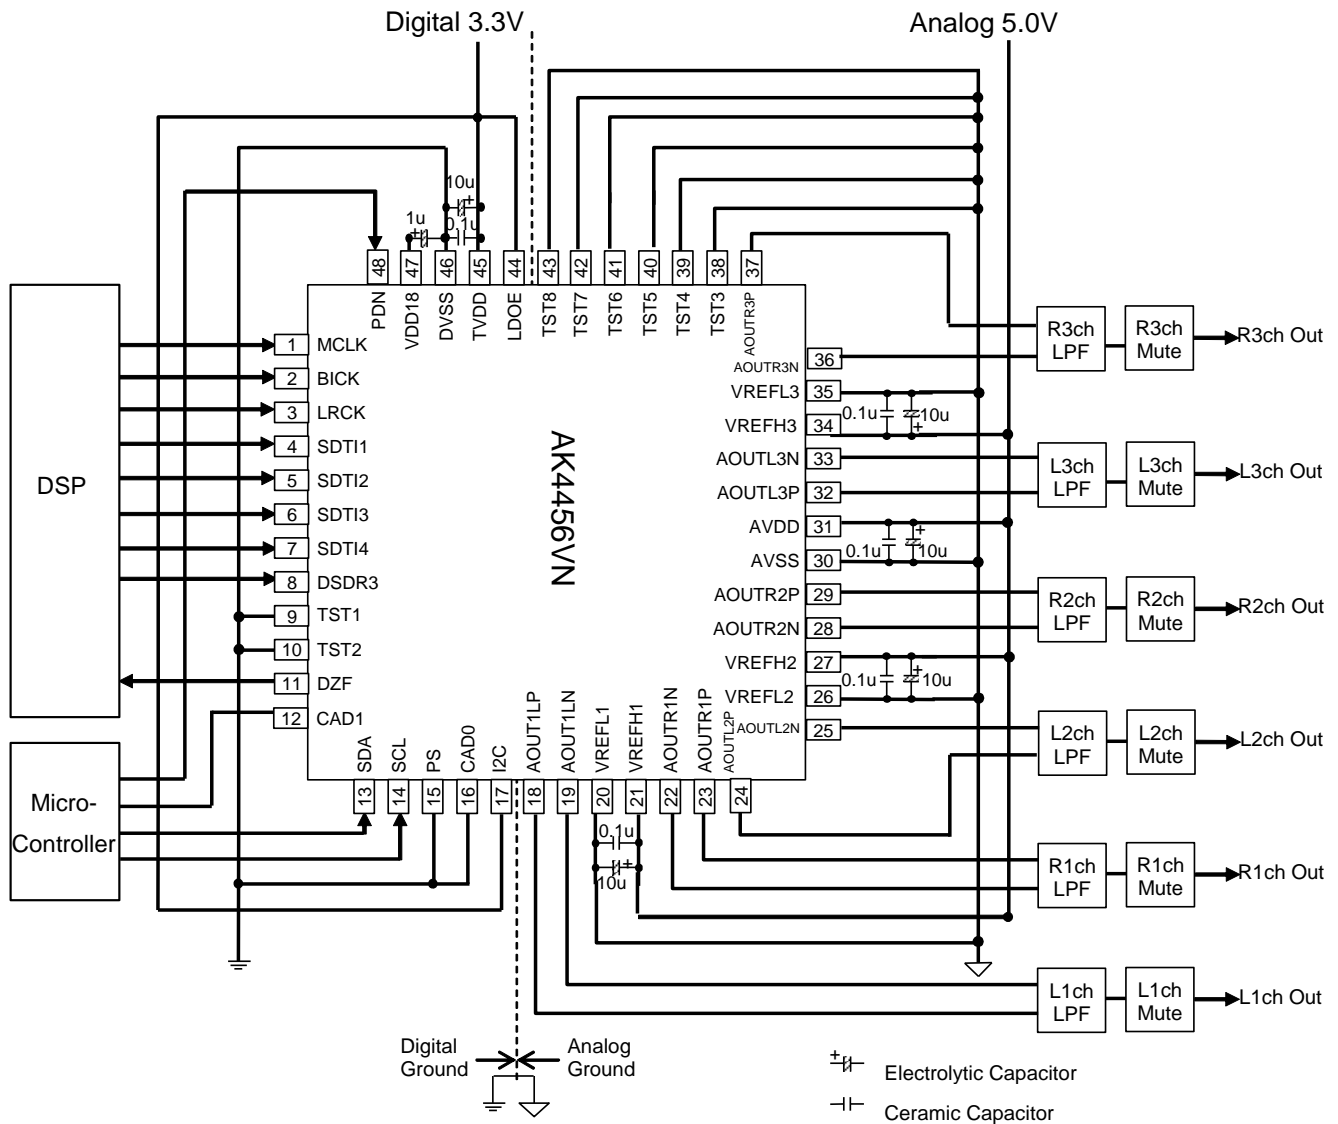 Digital 3.3V
Analog 5.0V
10u
1u
0.1u
48
47
46
45
44
43
42
41
40
39
38
37
PDN
VDD18
DVSS
TVDD
LDOE
TST8
TST7
TST6
TST5
TST4
TST3
AOUTR3P
DSP
1 MCLK
2 BICK
3 LRCK
4 SDTI1
5 SDTI2
6 SDTI3
7 SDTI4
8 DSDR3
9 TST1
10 TST2
11 DZF
12 CAD1
AK4456VN
AOUTR3N 36
VREFL3 35
VREFH3 34
AOUTL3N 33
AOUTL3P 32
AVDD 31
AVSS 30
AOUTR2P 29
AOUTR2N 28
VREFH2 27
VREFL2 26
AOUTL2N 25
0.1u
10u
0.1u
10u
0.1u
10u
R3ch
LPF
R3ch
Mute
R3ch Out
L3ch
LPF
L3ch
Mute
L3ch Out
R2ch
LPF
R2ch
Mute
R2ch Out
L2ch
LPF
L2ch
Mute
L2ch Out
R1ch
LPF
R1ch
Mute
R1ch Out
L1ch
LPF
L1ch
Mute
L1ch Out
Micro-
Controller
SDA
SCL
PS
CAD0
I2C
AOUT1LP
AOUT1LN
VREFL1
VREFH1
AOUTR1N
AOUTR1P
AOUTL2P
13
14
15
16
17
18
19
20
21
22
23
24
0.1u
10u
Digital
Ground
Analog
Ground
Electrolytic Capacitor
Ceramic Capacitor